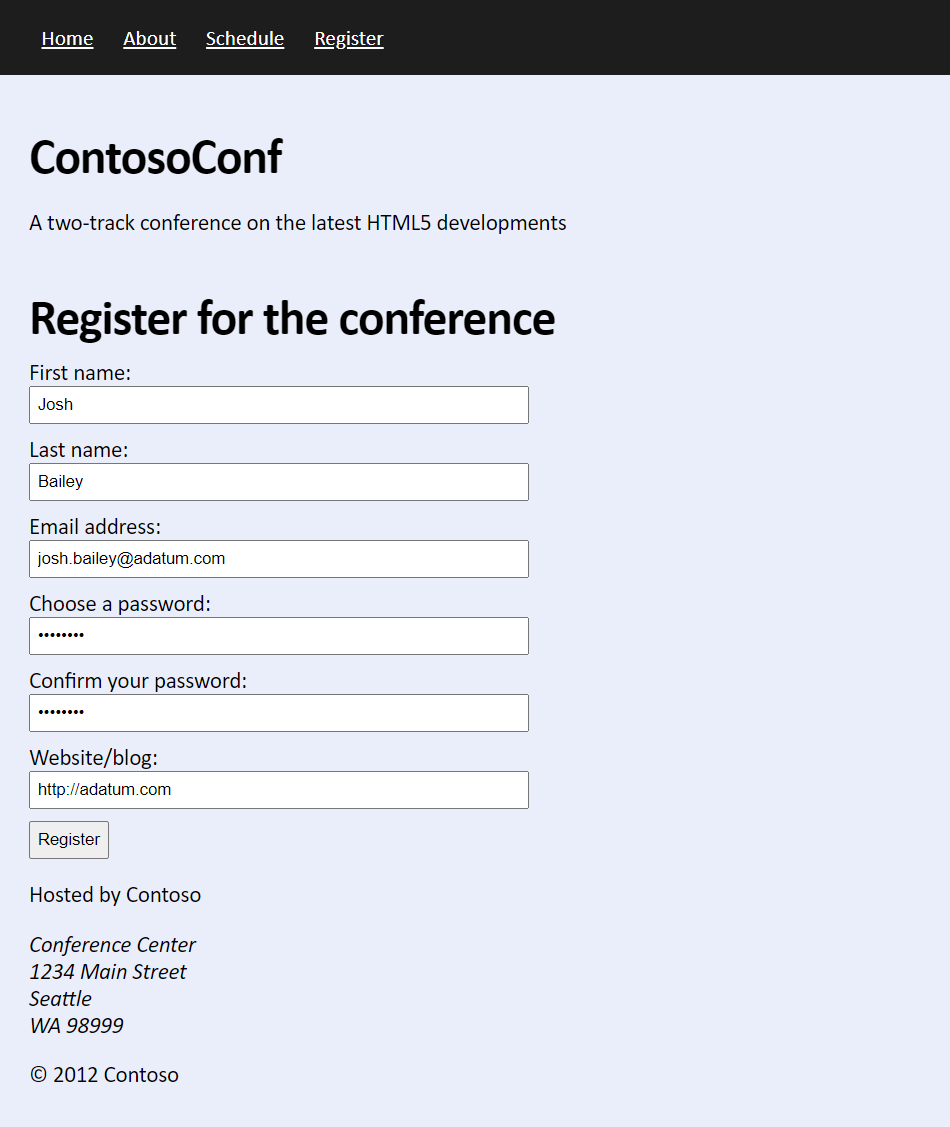 Home About Schedule Register
ContosoConf
A two-track conference on the latest HTML5 developments
Register for the conference
First name:
Josh
Last name:
Bailey
Email address:
josh.bailey@adatum.com
Choose a password:
••••••••
Confirm your password:
••••••••
Website/blog:
http://adatum.com
Register
Hosted by Contoso
Conference Center
1234 Main Street
Seattle
WA 98999
© 2012 Contoso